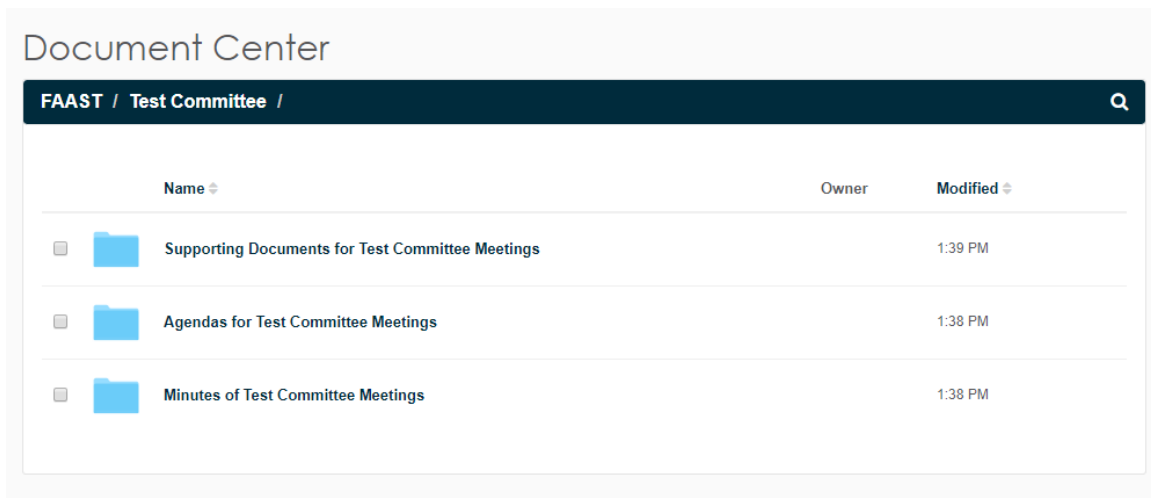 Document Center
FAAST / Test Committee /
Name Owner Modified
Supporting Documents for Test Committee Meetings 1:39 PM
Agendas for Test Committee Meetings 1:38 PM
Minutes of Test Committee Meetings 1:38 PM